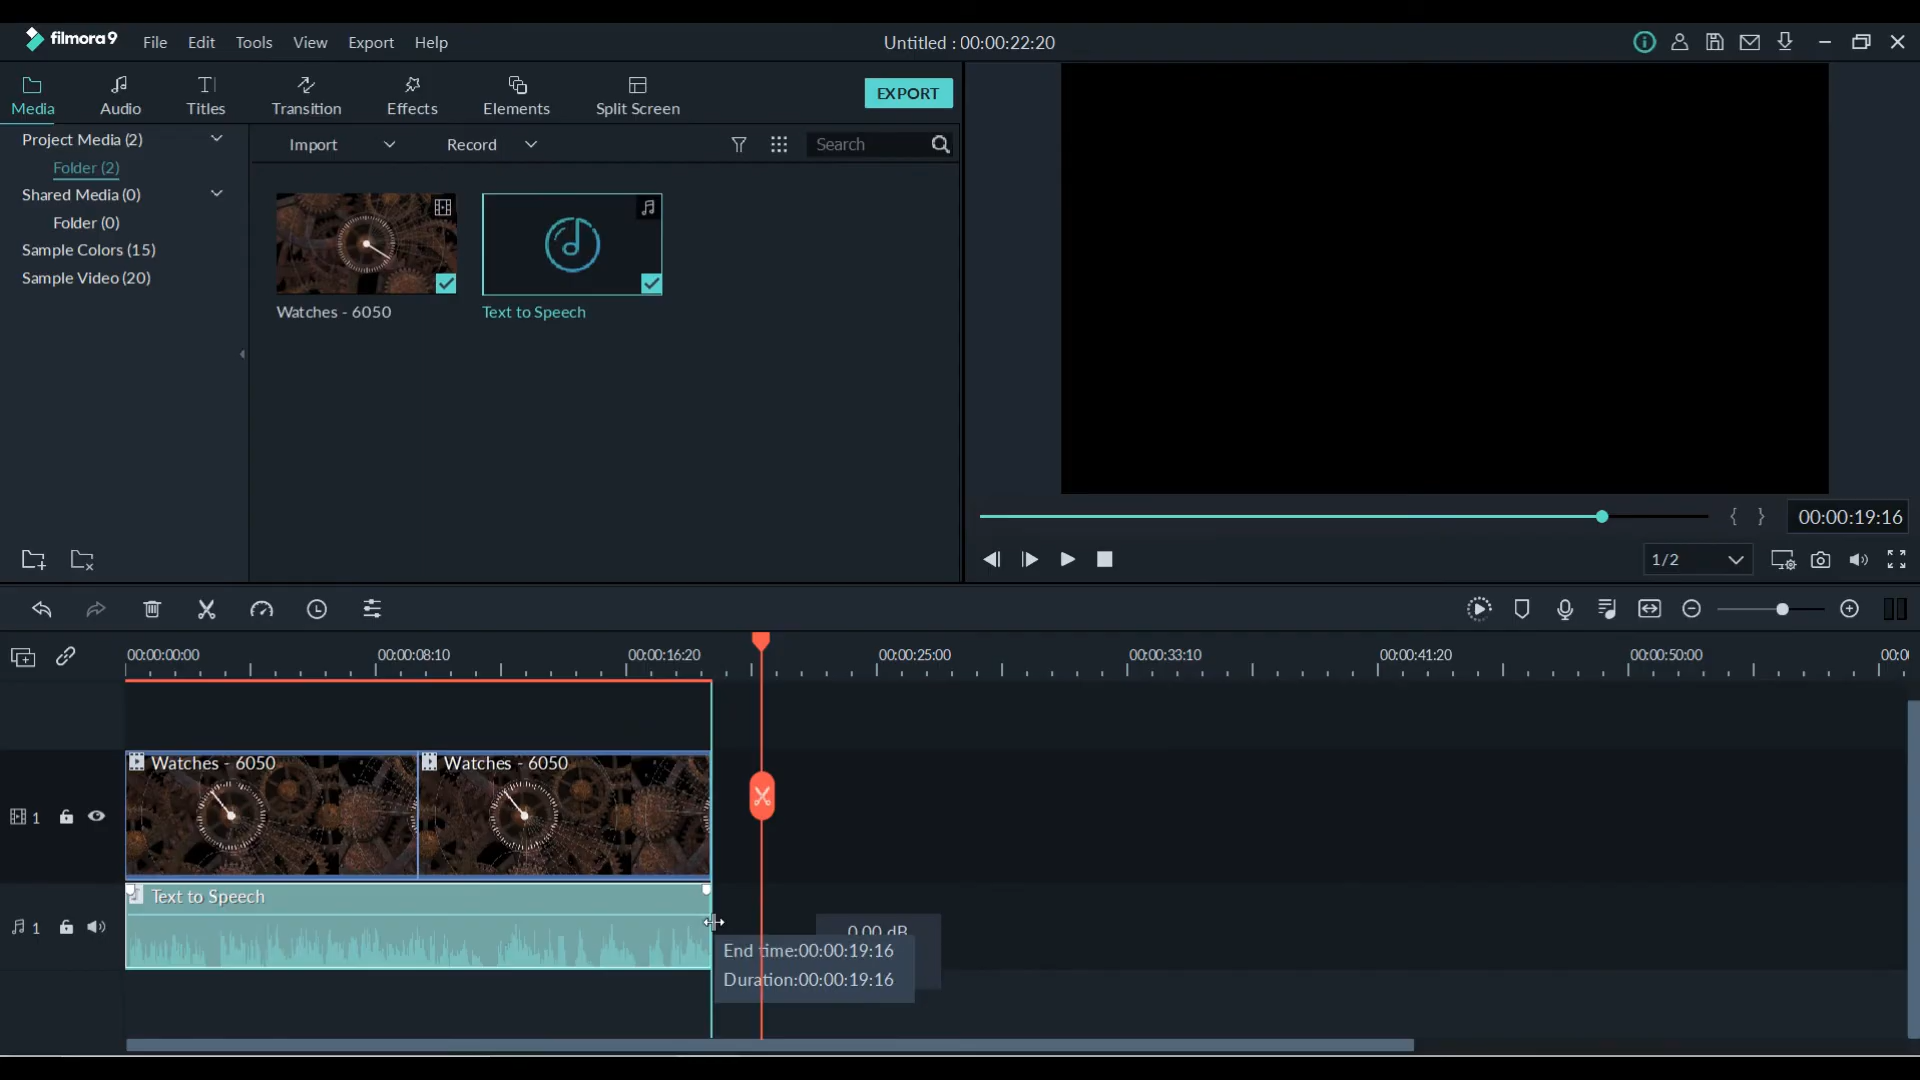 filmora9 File Edit Tools View Export Help Untitled : 00:00:22:20
Media Audio Titles Transition Effects Elements Split Screen EXPORT
Project Media (2)
Folder (2)
Shared Media (0)
Folder (0)
Sample Colors (15)
Sample Video (20)
Import Record Search
Watches - 6050 Text to Speech
00:00:19:16
1/2
00:00:00:00 00:00:08:10 00:00:16:20 00:00:25:00 00:00:33:10 00:00:41:20 00:00:50:00 00:0
Watches - 6050 Watches - 6050
1
Text to Speech
1
0.00 dB
End time:00:00:19:16
Duration:00:00:19:16